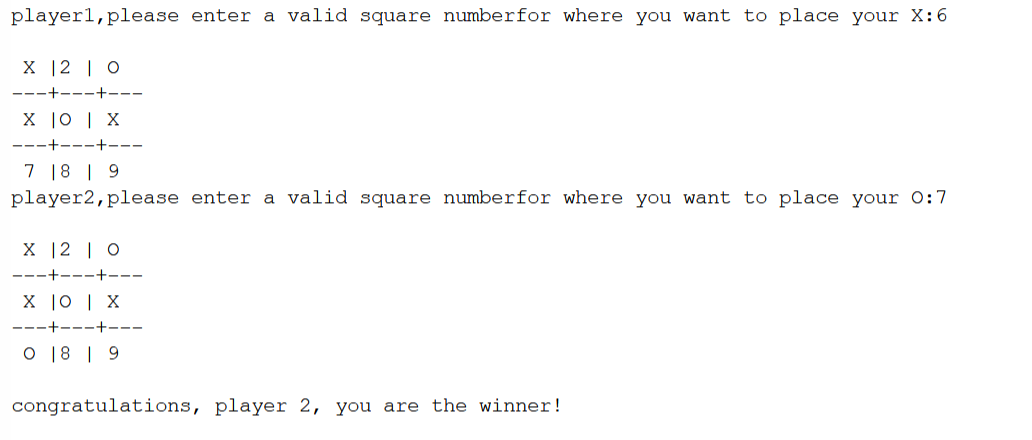 player1,please enter a valid square numberfor where you want to place your X:6
X |2 | O
---+---+---
X |O | X
---+---+---
7 |8 | 9
player2,please enter a valid square numberfor where you want to place your O:7
X |2 | O
---+---+---
X |O | X
---+---+---
O |8 | 9
congratulations, player 2, you are the winner!